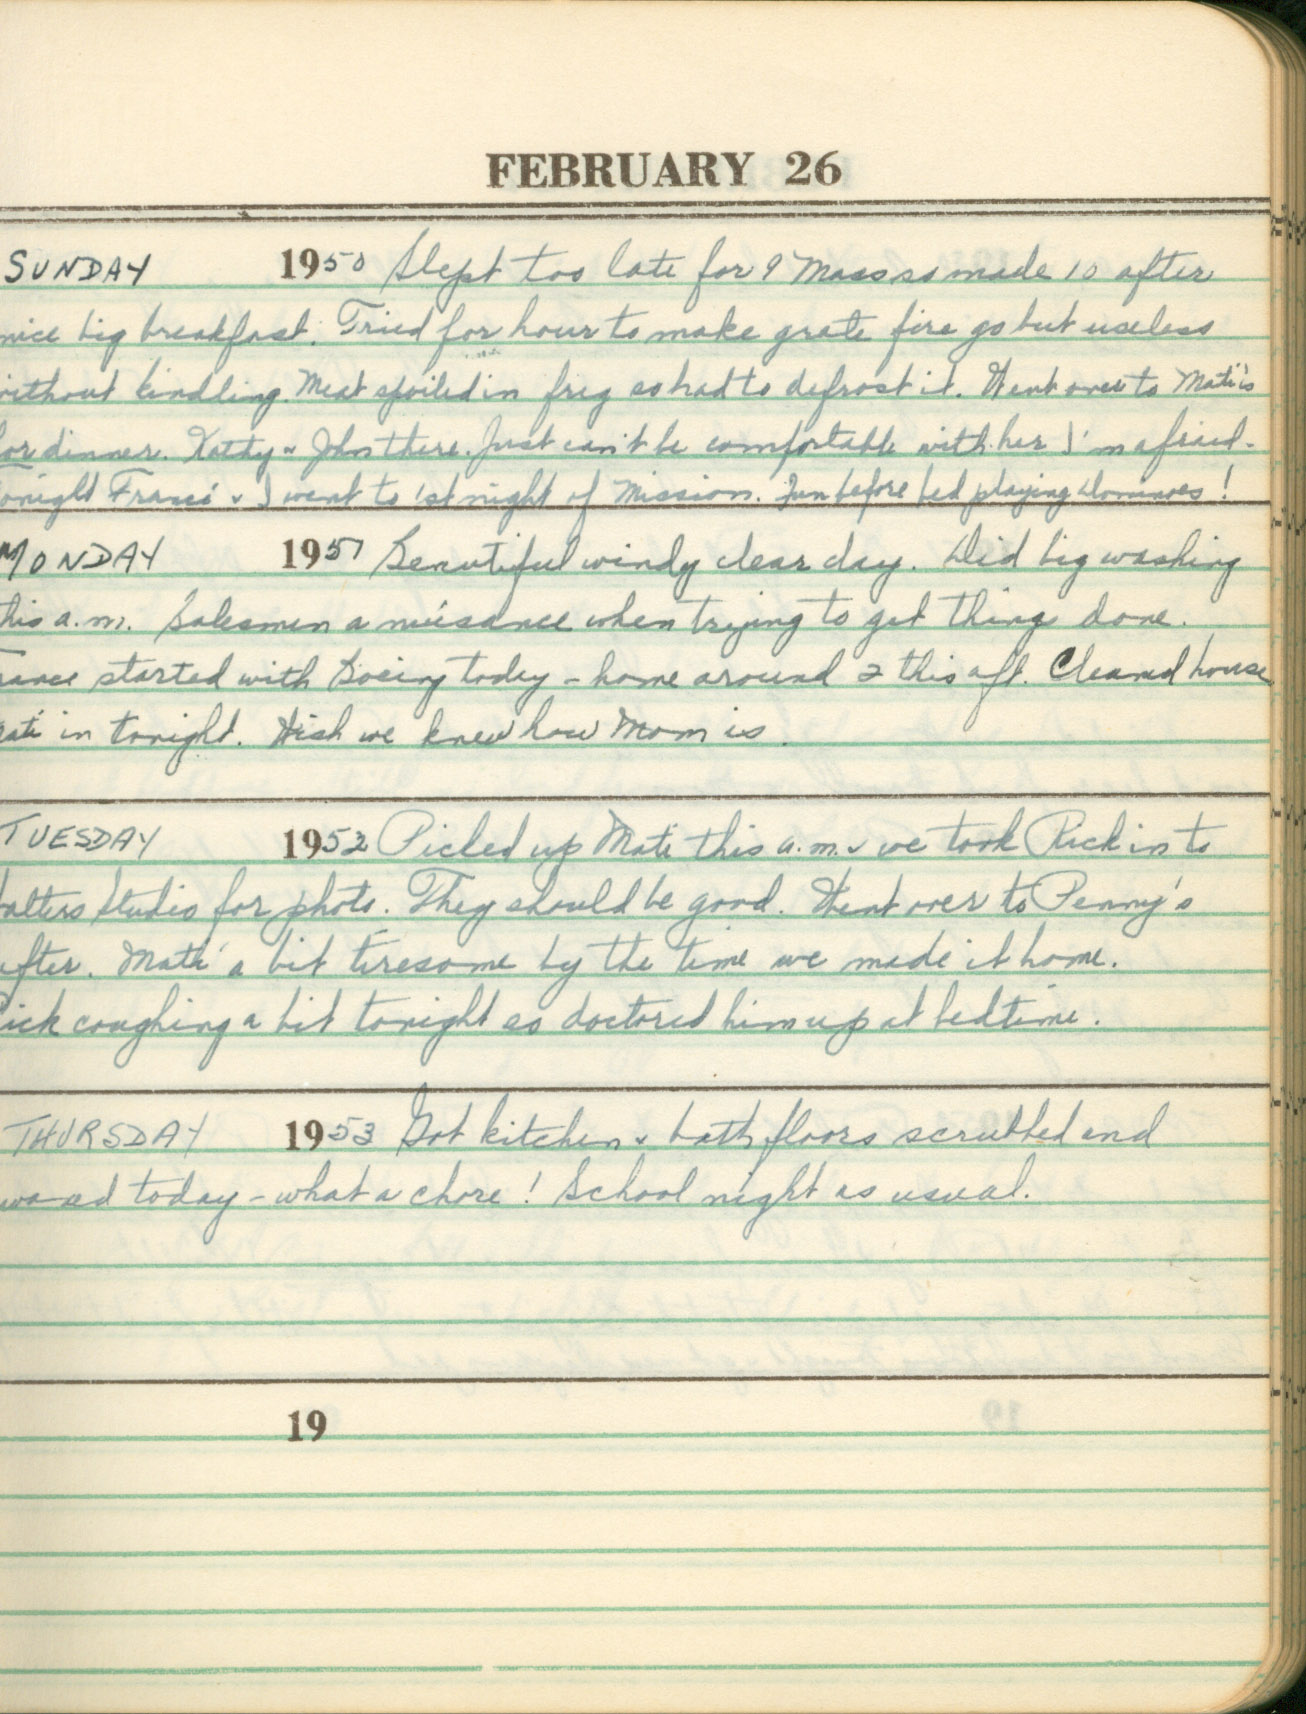 FEBRUARY 26
SUNDAY 1950 Slept too late for 9 Mass so made 10 after
nice big breakfast. Tried for hour to make grate fire go but useless
without kindling. Meat spoiled in frig so had to defrost it. Went over to Mati's
for dinner. Kathy & John there. Just can't be comfortable with her I'm afraid.
Tonight & I went to 1st night of Mission. Fun before bed playing dominoes!
MONDAY 1951 Beautiful windy clear day. Did big washing
this a.m. Salesmen a nuisance when trying to get thing done.
started with Boeing today - home around 2 this aft. Cleaned house
in tonight. Wish we knew how Mom is.
TUESDAY 1952 Picked up Mati this a.m. & we took Rick in to
Studio for photo. They should be good. Went over to Penny's
after. Mati a bit tiresome by the time we made it home.
Rick coughing a bit tonight so doctored him up at bedtime.
THURSDAY 1953 Got kitchen & bath floors scrubbed and
waxed today - what a chore! School night as usual.
19